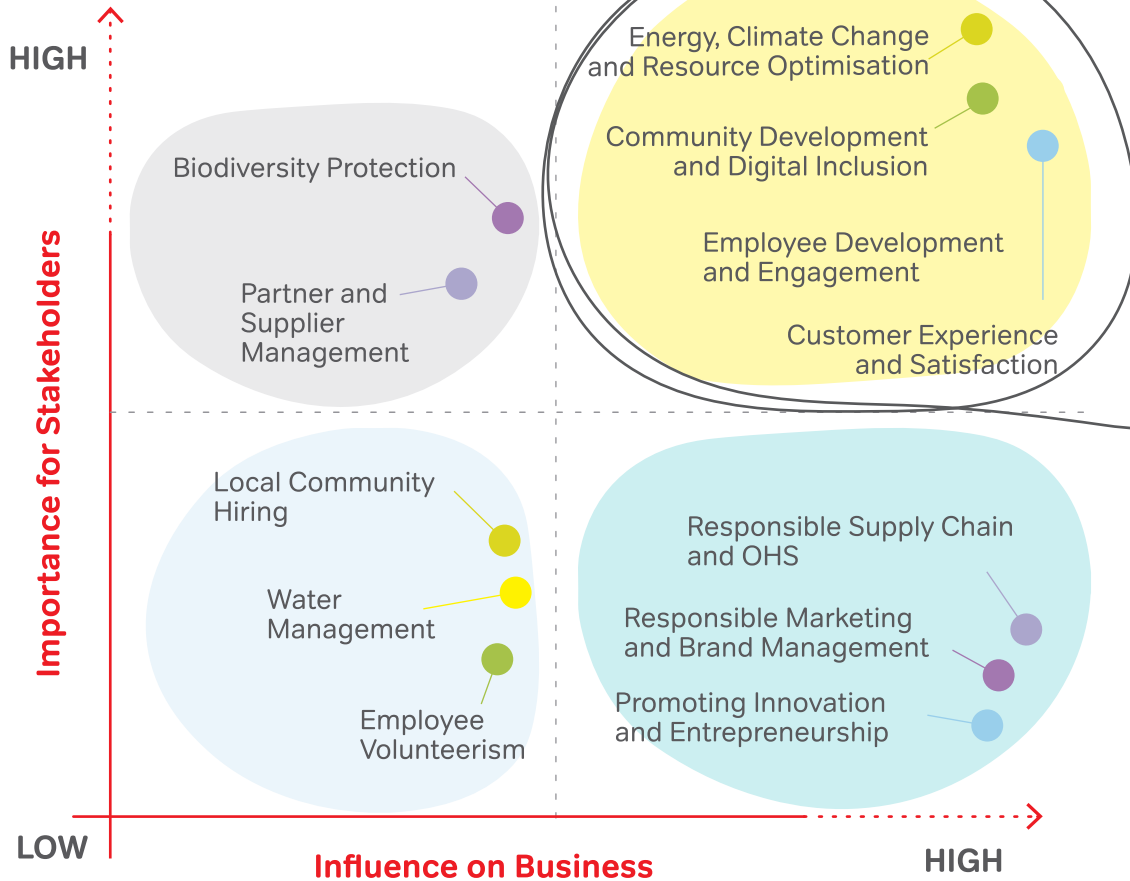 HIGH
Energy, Climate Change
and Resource Optimisation
Community Development
and Digital Inclusion
Biodiversity Protection
Employee Development
and Engagement
Partner and
Supplier
Management
Customer Experience
and Satisfaction
Importance for Stakeholders
Local Community
Hiring
Responsible Supply Chain
and OHS
Water
Management
Responsible Marketing
and Brand Management
Promoting Innovation
and Entrepreneurship
Employee
Volunteerism
LOW
Influence on Business
HIGH